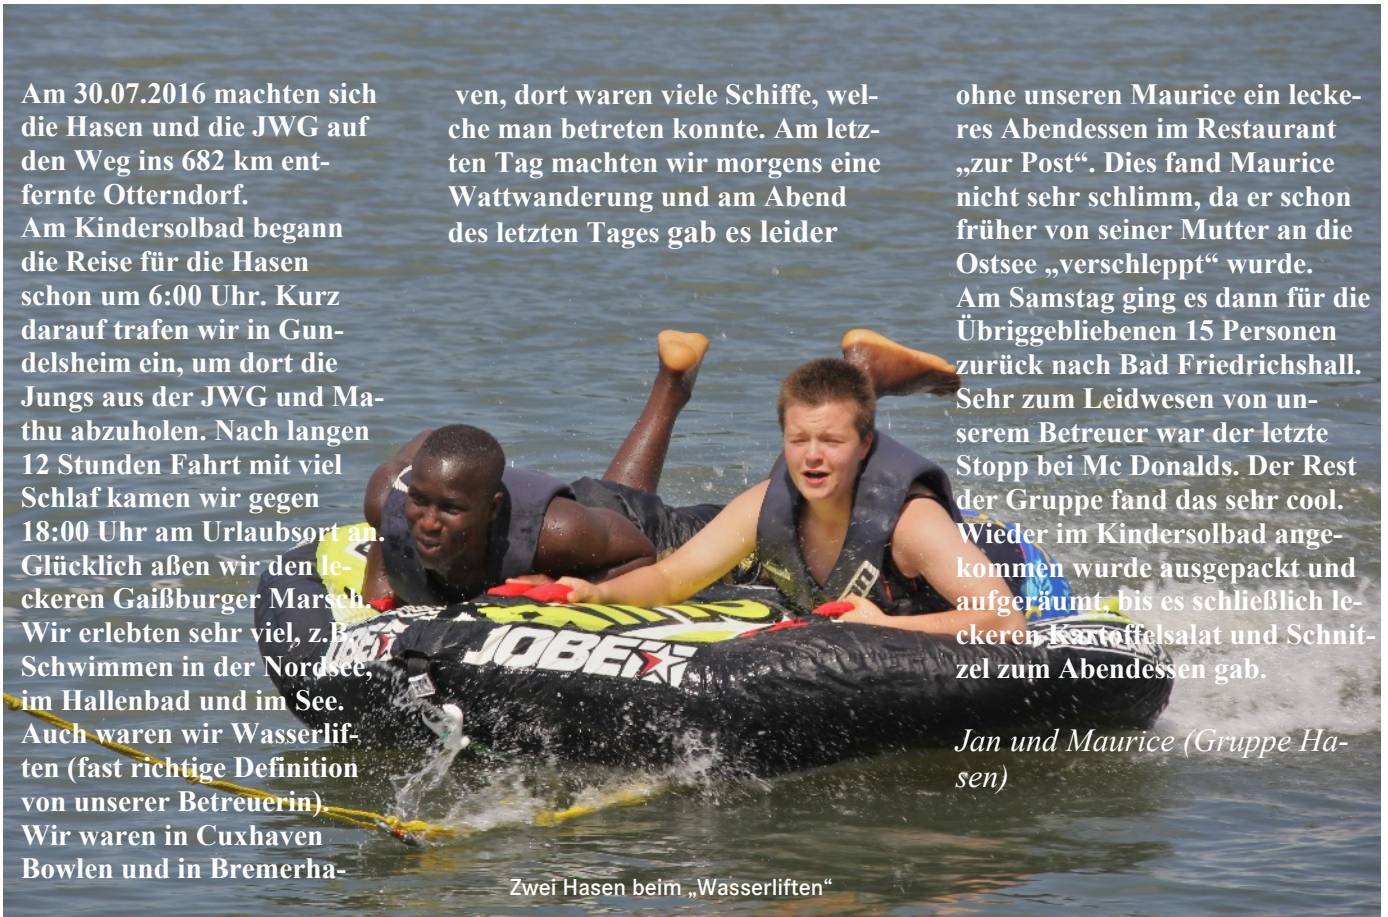 Am 30.07.2016 machten sich
die Hasen und die JWG auf
den Weg ins 682 km ent-
fernte Otterndorf.
Am Kindersolbad begann
die Reise für die Hasen
schon um 6:00 Uhr. Kurz
darauf trafen wir in Gun-
delsheim ein, um dort die
Jungs aus der JWG und Ma-
thu abzuholen. Nach langen
12 Stunden Fahrt mit viel
Schlaf kamen wir gegen
18:00 Uhr am Urlaubsort an.
Glücklich aßen wir den le-
ckeren Gaißburger Marsch.
Wir erlebten sehr viel, z.B.
Schwimmen in der Nordsee,
im Hallenbad und im See.
Auch waren wir Wasserlif-
ten (fast richtige Definition
von unserer Betreuerin).
Wir waren in Cuxhaven
Bowlen und in Bremerha-
ven, dort waren viele Schiffe, wel-
che man betreten konnte. Am letz-
ten Tag machten wir morgens eine
Wattwanderung und am Abend
des letzten Tages gab es leider
ohne unseren Maurice ein lecke-
res Abendessen im Restaurant
„zur Post“. Dies fand Maurice
nicht sehr schlimm, da er schon
früher von seiner Mutter an die
Ostsee „verschleppt“ wurde.
Am Samstag ging es dann für die
Übriggebliebenen 15 Personen
zurück nach Bad Friedrichshall.
Sehr zum Leidwesen von un-
serem Betreuer war der letzte
Stopp bei Mc Donalds. Der Rest
der Gruppe fand das sehr cool.
Wieder im Kindersolbad ange-
kommen wurde ausgepackt und
aufgeräumt, bis es schließlich le-
ckeren Kartoffelsalat und Schnit-
zel zum Abendessen gab.
Jan und Maurice (Gruppe Ha-
sen)
JOBE
Zwei Hasen beim „Wasserliften“